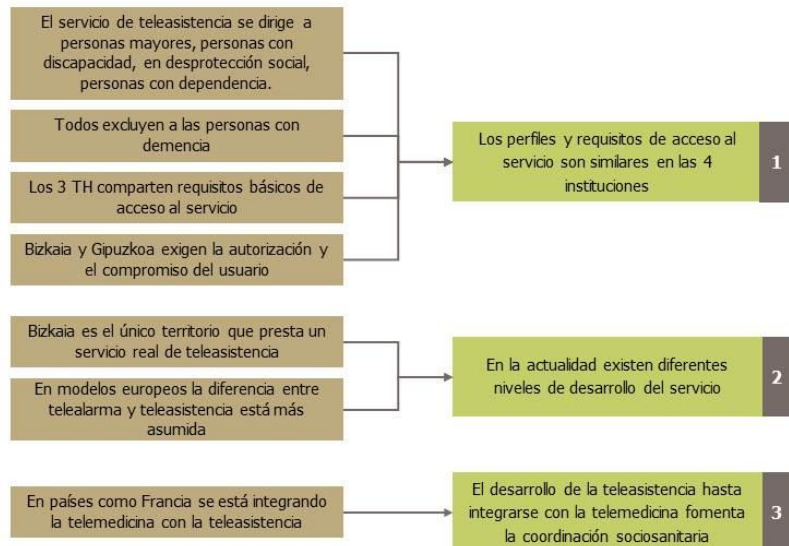 El servicio de teleasistencia se dirige a
personas mayores, personas con
discapacidad, en desprotección social,
personas con dependencia.
Todos excluyen a las personas con
demencia
Los 3 TH comparten requisitos básicos de
acceso al servicio
Bizkaia y Gipuzkoa exigen la autorización y
el compromiso del usuario
Los perfiles y requisitos de acceso al
servicio son similares en las 4
instituciones
1
Bizkaia es el único territorio que presta un
servicio real de teleasistencia
En modelos europeos la diferencia entre
telealarma y teleasistencia está más
asumida
En la actualidad existen diferentes
niveles de desarrollo del servicio
2
En países como Francia se está integrando
la telemedicina con la teleasistencia
El desarrollo de la teleasistencia hasta
integrarse con la telemedicina fomenta
la coordinación sociosanitaria
3